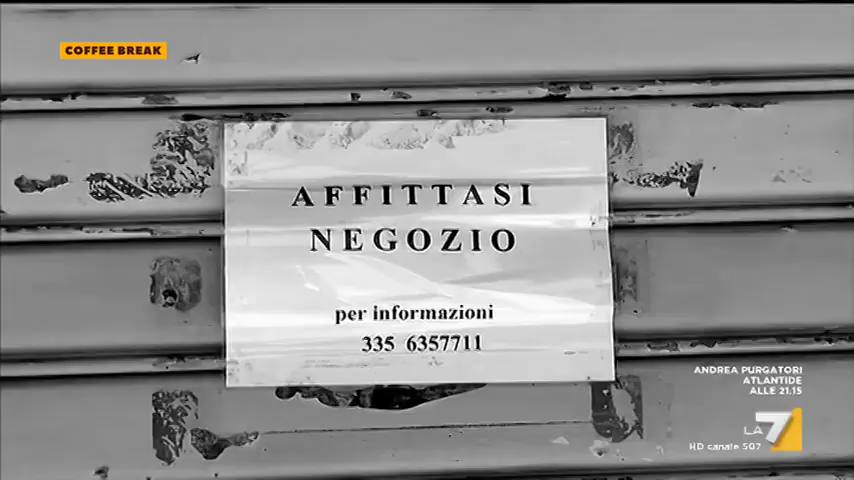 COFFEE BREAK
AFFITTASI
NEGOZIO
per informazioni
335 6357711
ANDREA PURGATORI
ATLANTIDE
ALLE 21.15
LA7
HD canale 507